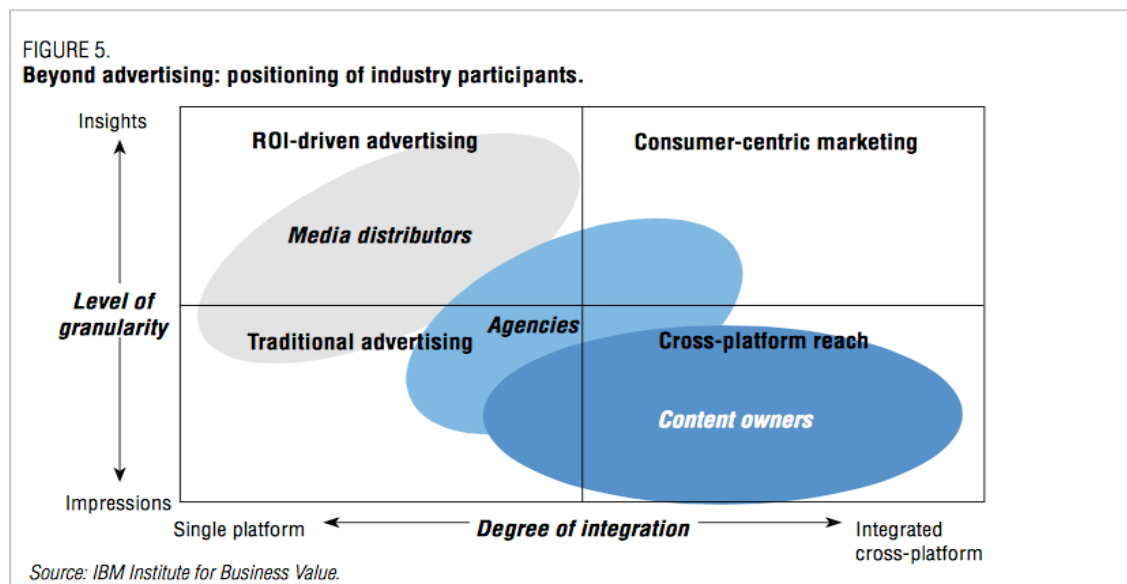 FIGURE 5.
Beyond advertising: positioning of industry participants.
Insights
ROI-driven advertising
Consumer-centric marketing
Media distributors
Level of
granularity
Traditional advertising
Agencies
Cross-platform reach
Content owners
Impressions
Single platform
Degree of integration
Integrated
cross-platform
Source: IBM Institute for Business Value.